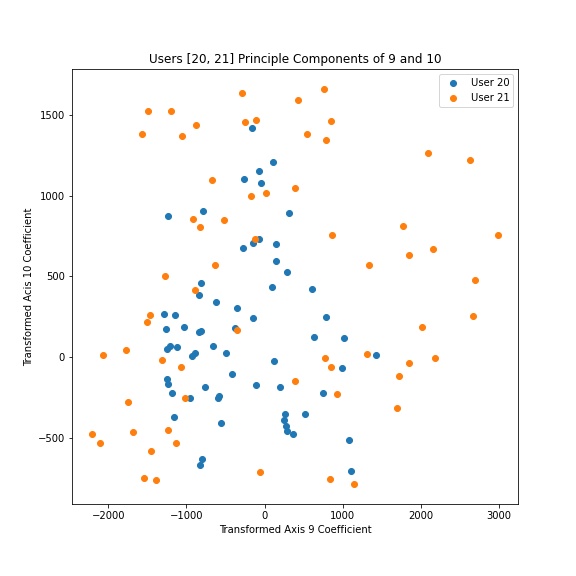 Users [20, 21] Principle Components of 9 and 10
User 20
User 21
Transformed Acis 10 Coefficient
1500
1000
500
0
−500
−2000 −1000 0 1000 2000 3000
Transformed Axis 9 Coefficient